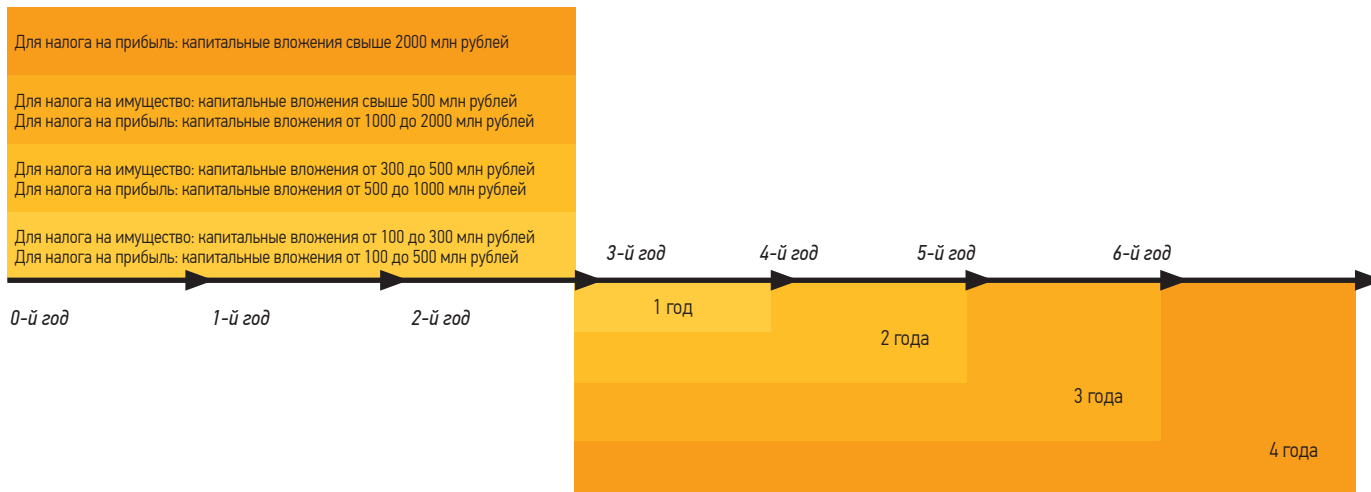 Для налога на прибыль: капитальные вложения свыше 2000 млн рублей
Для налога на имущество: капитальные вложения свыше 500 млн рублей
Для налога на прибыль: капитальные вложения от 1000 до 2000 млн рублей
Для налога на имущество: капитальные вложения от 300 до 500 млн рублей
Для налога на прибыль: капитальные вложения от 500 до 1000 млн рублей
Для налога на имущество: капитальные вложения от 100 до 300 млн рублей
Для налога на прибыль: капитальные вложения от 100 до 500 млн рублей
3-й год
4-й год
5-й год
6-й год
0-й год
1-й год
2-й год
1 год
2 года
3 года
4 года